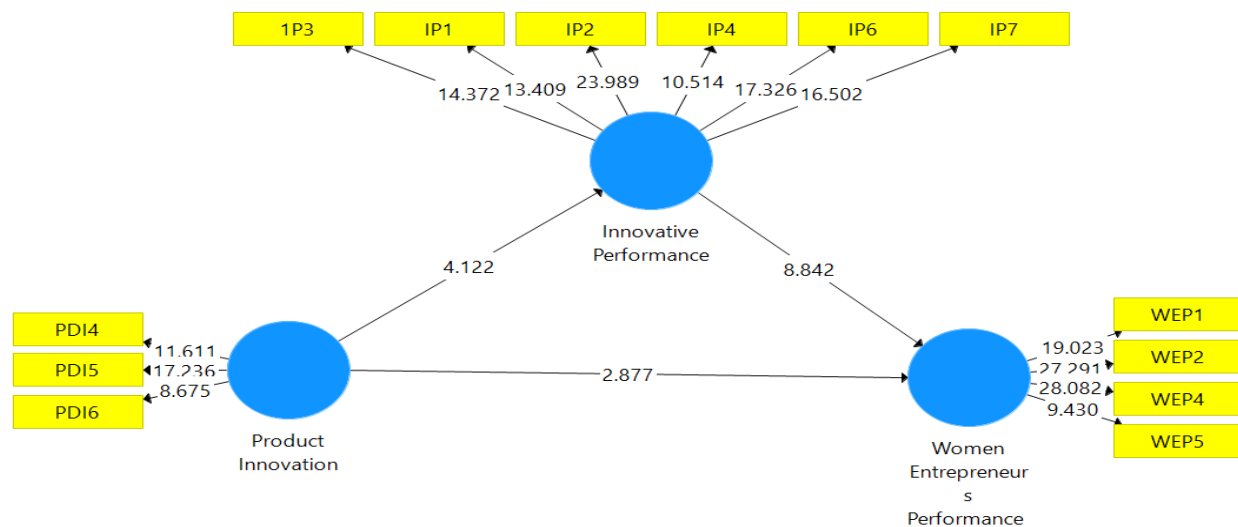 1P3
IP1
IP2
IP4
IP6
IP7
14.372
13.409
23.989
10.514
17.326
16.502
Innovative
Performance
4.122
8.842
PDI4
PDI5
PDI6
11.611
17.236
8.675
2.877
Product
Innovation
19.023
27.291
28.082
9.430
WEP1
WEP2
WEP4
WEP5
Women
Entrepreneur
s
Performance